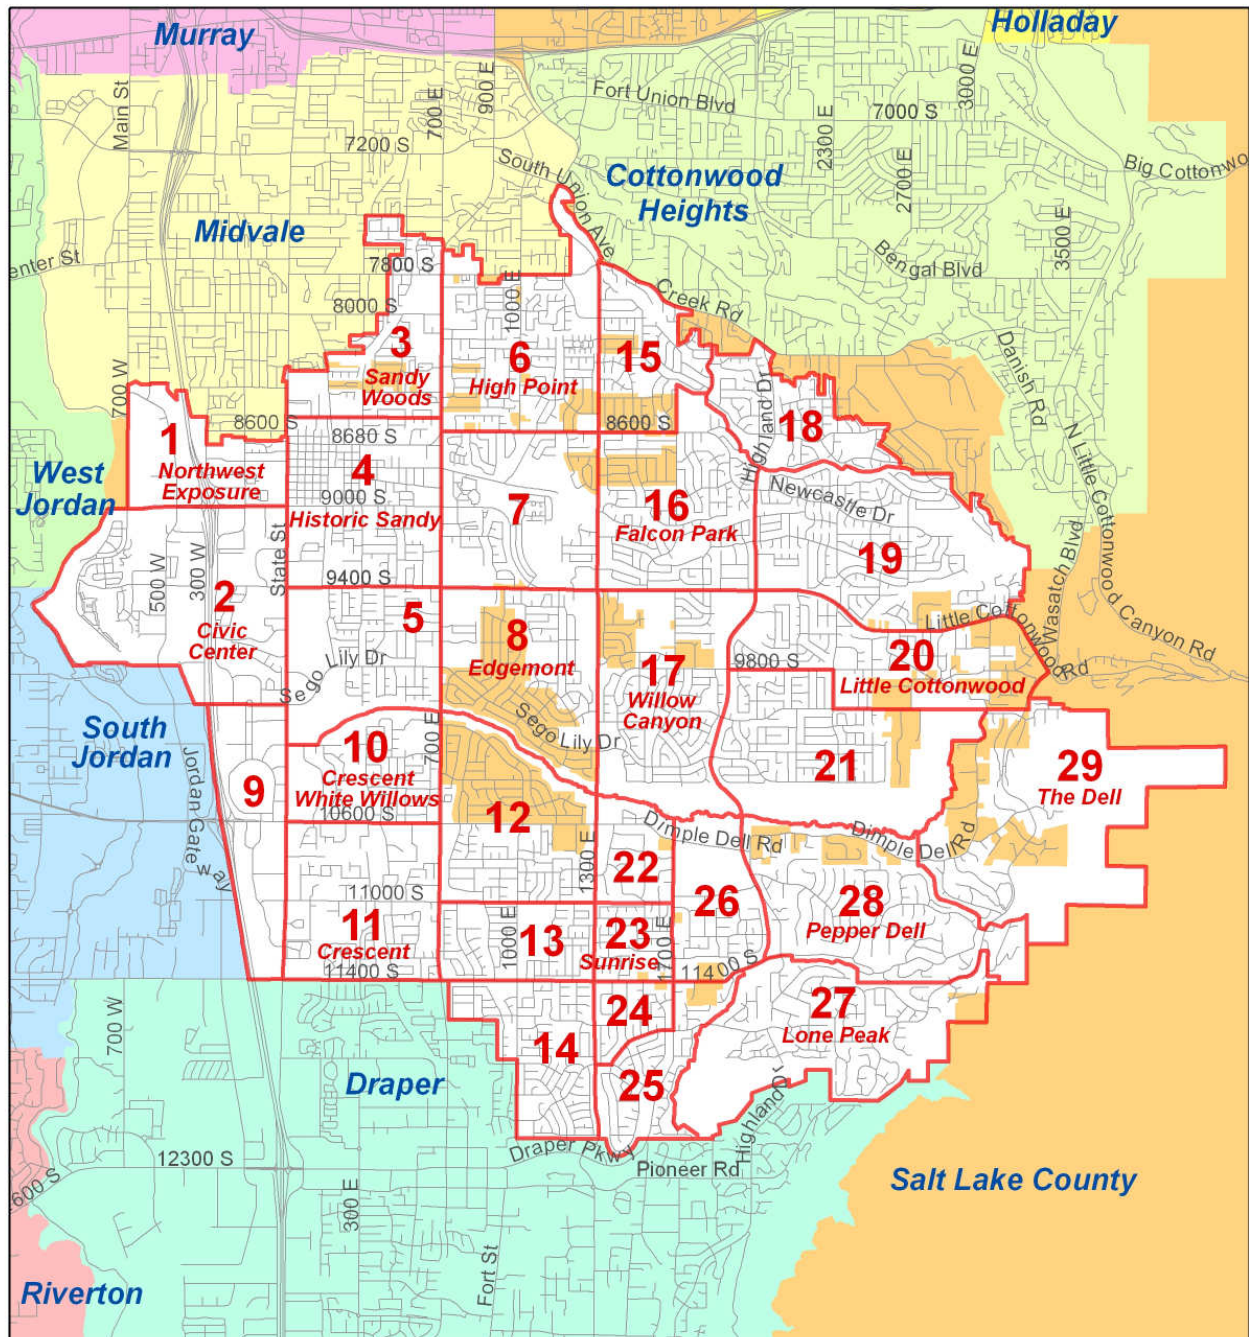 Murray
Holladay
Main St
700 E
900 E
Fort Union Blvd
2300 E
7000 S
3000 E
7200 S
South Union Ave
Cottonwood
Heights
2700 E
Big Cottonwo
Midvale
enter St
7800 S
1000 E
Bengal Blvd
3500 E
8000 S
Creek Rd
3
Sandy
Woods
6
High Point
15
Danish Rd
700 W
8600 S
8680 S
8600 S
Highland Dr
18
N Little Cottonwood Canyon Rd
1
Northwest
Exposure
West
Jordan
4
9000 S
Historic Sandy
7
16
Falcon Park
Newcastle Dr
19
State St
500 W
300 W
9400 S
2
Civic
Center
5
8
Edgemont
17
Willow
Canyon
9800 S
20
Little Cottonwood
Little Cottonwood Rd
Wasatch Blvd
Sego Lily Dr
Sego Lily Dr
South
Jordan
Jordan Gateway
9
10
Crescent
White Willows
700 E
10600 S
12
21
29
The Dell
Dimple Dell Rd
Dimple Dell Rd
1300 E
22
11000 S
11
Crescent
11400 S
1000 E
13
23
Sunrise
1700 E
26
11400 S
28
Pepper Dell
24
27
Lone Peak
14
25
700 W
Draper
Highland Dr
Draper Pkwy
Pioneer Rd
12300 S
600 S
300 E
Fort St
Salt Lake County
Riverton